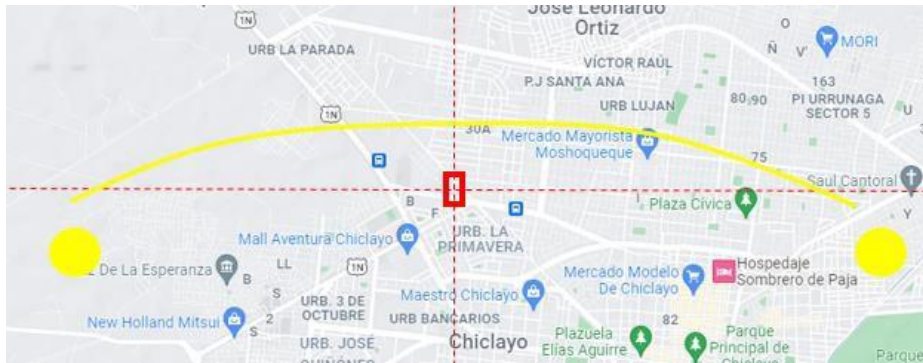 José Leonardo
Ortiz
1N
URB LA PARADA
O
Ñ
V'
MORI
VÍCTOR RAÚL
P.J SANTA ANA
163
80
90
PI URRUNAGA
SECTOR 5
URB LUJAN
U
1N
30A
Mercado Mayorista
Moshoqueque
75
Saul Cantoral
B
F
I
Plaza Cívica
Y
Mall Aventura Chiclayo
URB. LA
PRIMAVERA
De La Esperanza
B
LL
S
1N
Mercado Modelo
De Chiclayo
Hospedaje
Sombrero de Paja
Maestro Chiclayo
URB. 3 DE
OCTUBRE
New Holland Mitsui
S
2
URB BANCARIOS
82
URB. JOSÉ
QUIÑONES
Chiclayo
Plazuela
Elías Aguirre
Parque
Principal de
Chiclayo
Parque